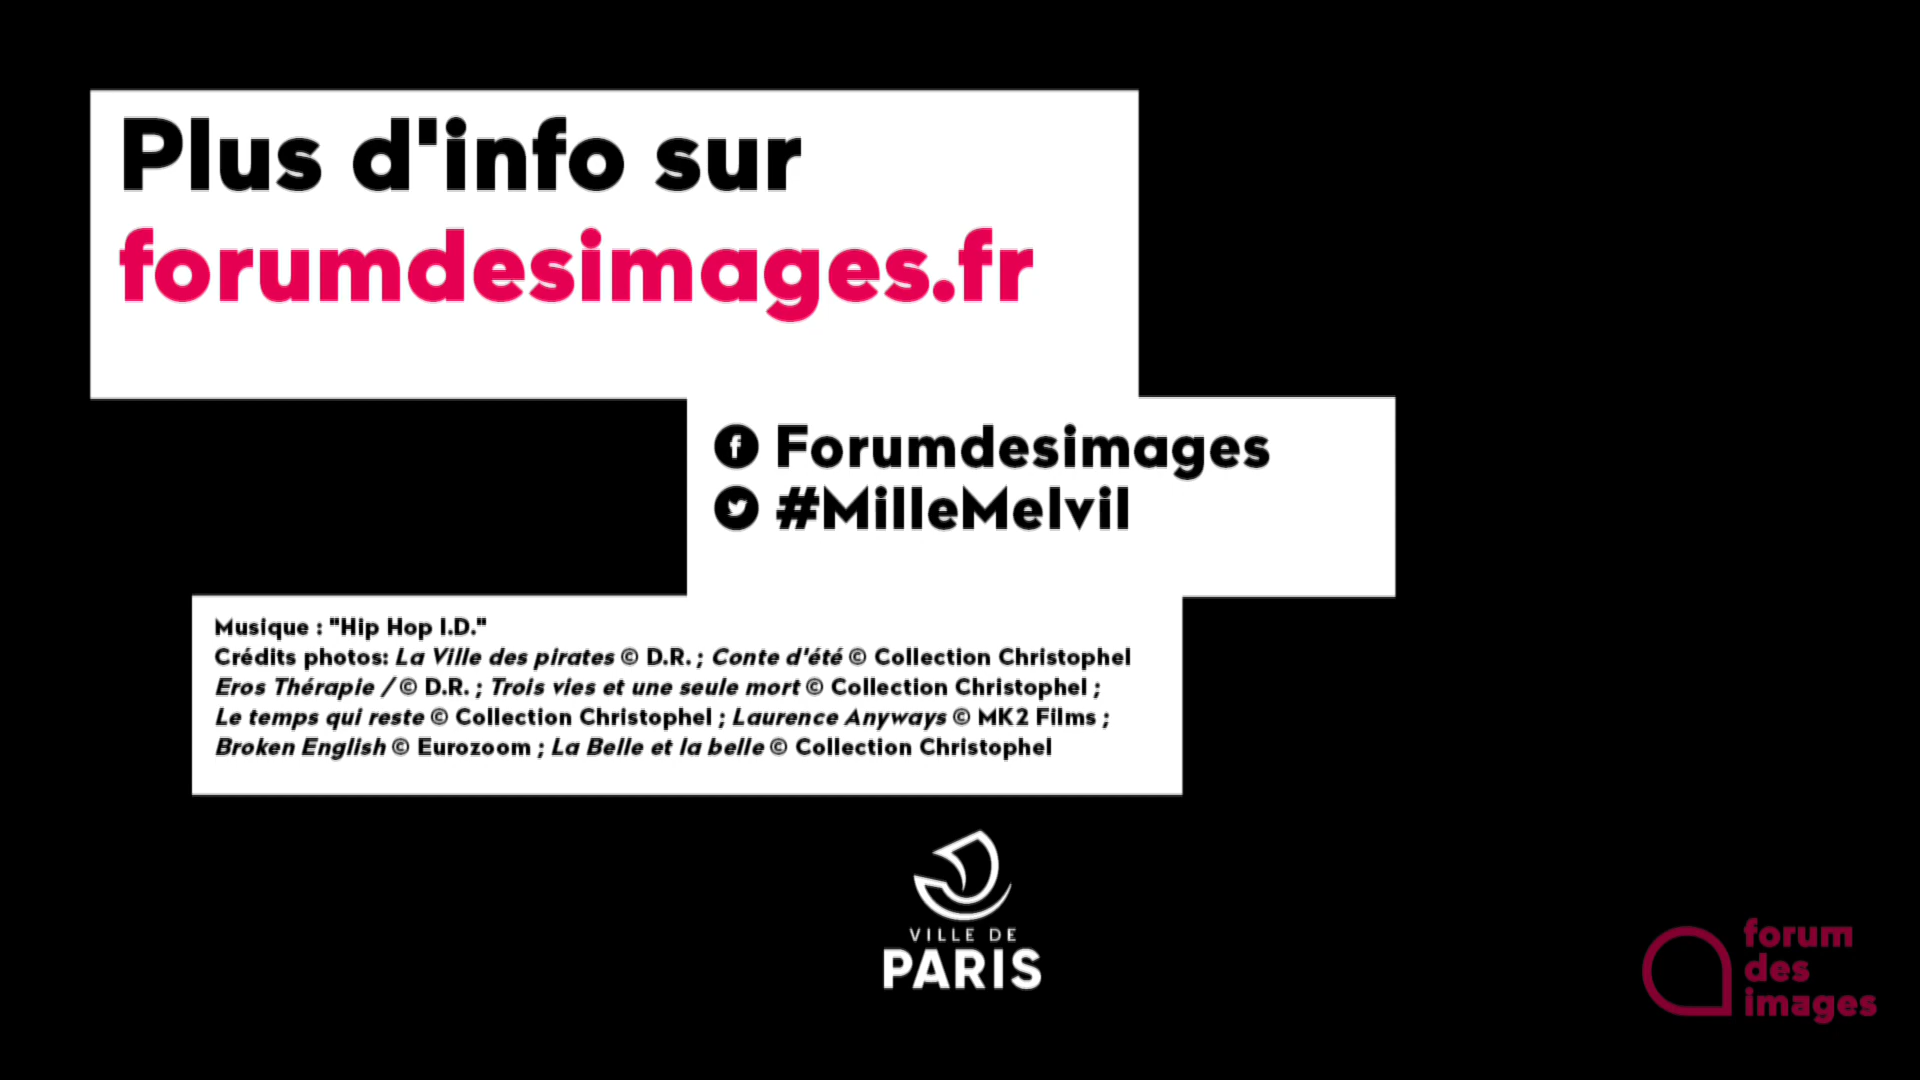 Plus d'info sur
forumdesimages.fr
Forumdesimages
#MilleMelvil
Musique : "Hip Hop I.D."
Crédits photos: La Ville des pirates © D.R. ; Conte d'été © Collection Christophel
Eros Thérapie / © D.R. ; Trois vies et une seule mort © Collection Christophel ;
Le temps qui reste © Collection Christophel ; Laurence Anyways © MK2 Films ;
Broken English © Eurozoom ; La Belle et la belle © Collection Christophel
VILLE DE
PARIS
forum
des
images